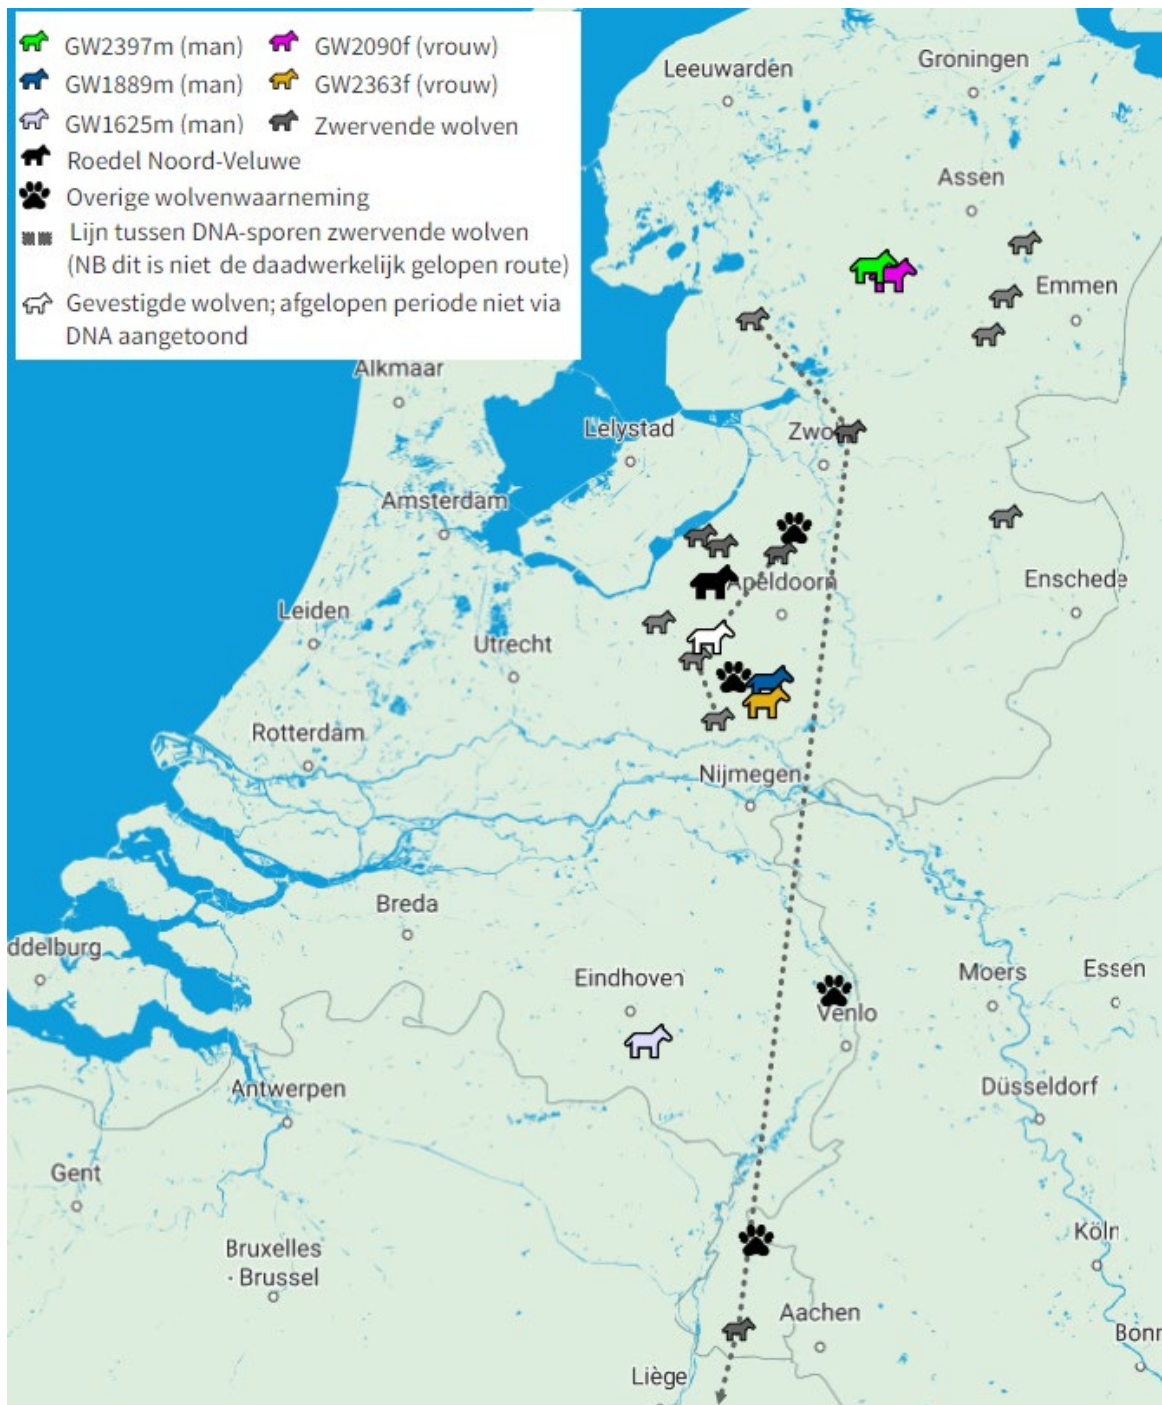 GW2397m (man)
GW2090f (vrouw)
GW1889m (man)
GW2363f (vrouw)
GW1625m (man)
Zwervende wolven
Roedel Noord-Veluwe
Overige wolvenwaarneming
Lijn tussen DNA-sporen zwervende wolven
(NB dit is niet de daadwerkelijk gelopen route)
Gevestigde wolven; afgelopen periode niet via
DNA aangetoond
Leeuwarden
Groningen
Assen
Emmen
Alkmaar
Lelystad
Zwo
Amsterdam
Apeldoorn
Enschede
Leiden
Utrecht
Rotterdam
Nijmegen
Breda
ddelburg
Eindhoven
Moers
Essen
Venlo
Antwerpen
Düsseldorf
Gent
Köln
Bruxelles
- Brussel
Aachen
Bonr
Liège